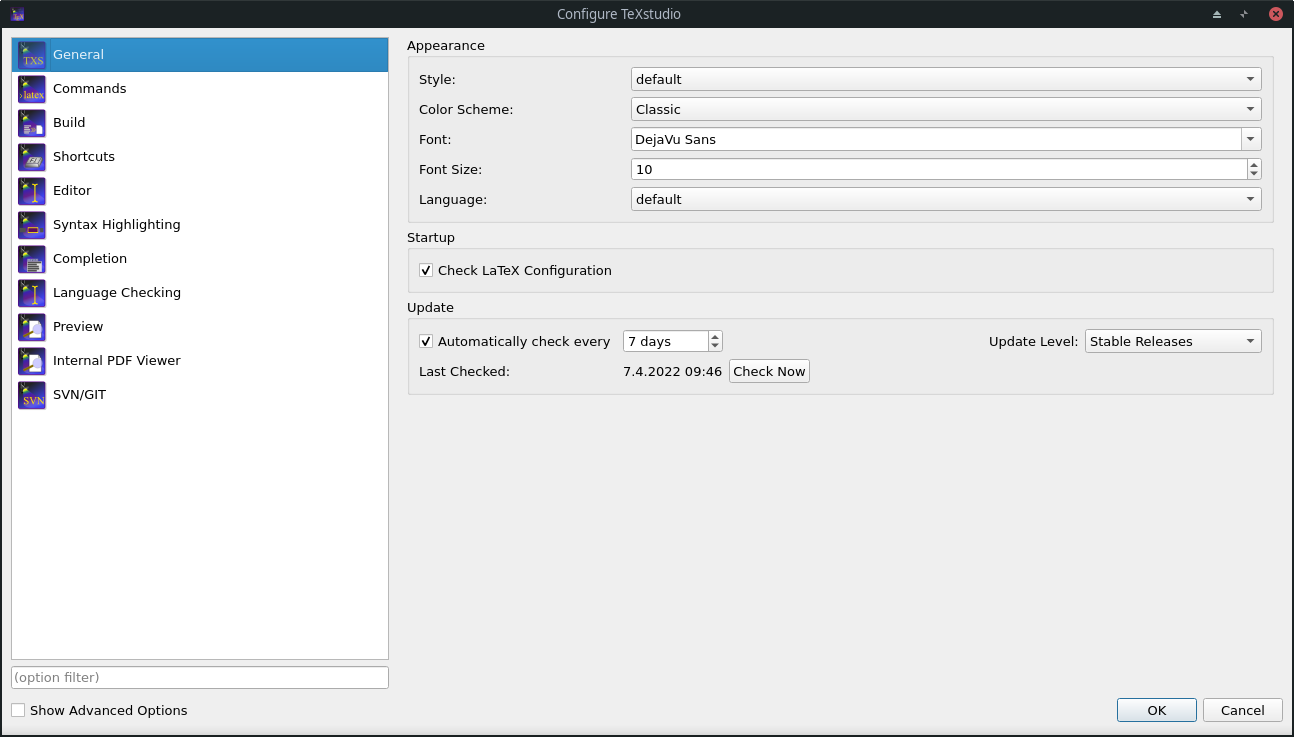 Configure TeXstudio
TXS General
>latex Commands
Build
Shortcuts
Editor
Syntax Highlighting
Completion
Language Checking
Preview
Internal PDF Viewer
SVN SVN/GIT
(option filter)
Show Advanced Options
Appearance
Style: default
Color Scheme: Classic
Font: DejaVu Sans
Font Size: 10
Language: default
Startup
Check LaTeX Configuration
Update
Automatically check every 7 days Update Level: Stable Releases
Last Checked: 7.4.2022 09:46 Check Now
OK Cancel